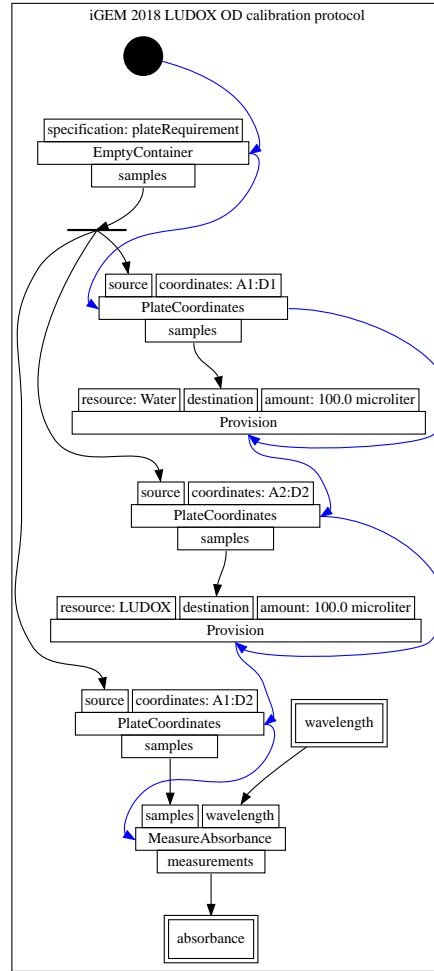 iGEM 2018 LUDOX OD calibration protocol
specification: plateRequirement
EmptyContainer
samples
source coordinates: A1:D1
PlateCoordinates
samples
resource: Water destination amount: 100.0 microliter
Provision
source coordinates: A2:D2
PlateCoordinates
samples
resource: LUDOX destination amount: 100.0 microliter
Provision
source coordinates: A1:D2
PlateCoordinates
samples
wavelength
samples wavelength
MeasureAbsorbance
measurements
absorbance